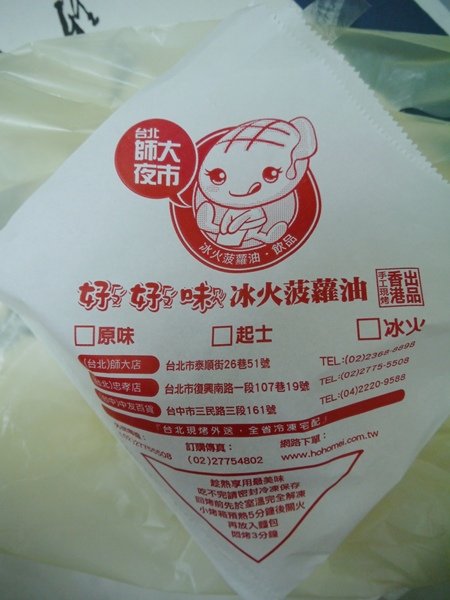 台北
師大
夜市
冰火菠蘿油・飲品
好好味冰火菠蘿油
手工現烤
香港
出品
□原味 □起士 □冰火
(台北)師大店 台北市泰順街26巷51號 TEL:(02)2368-8898
台北)忠孝店 台北市復興南路一段107巷19號 TEL:(02)2775-5508
中)中友百貨 台中市三民路三段161號 TEL:(04)2220-9588
「台北現烤外送・全省冷凍宅配」
訂購傳真: 網路下單:
(02)27755508 (02)27754802 www.hohomei.com.tw
趁熱享用最美味
吃不完請密封冷凍保存
回烤前先於室溫完全解凍
小烤箱預熱5分鐘後關火
再放入麵包
悶烤3分鐘